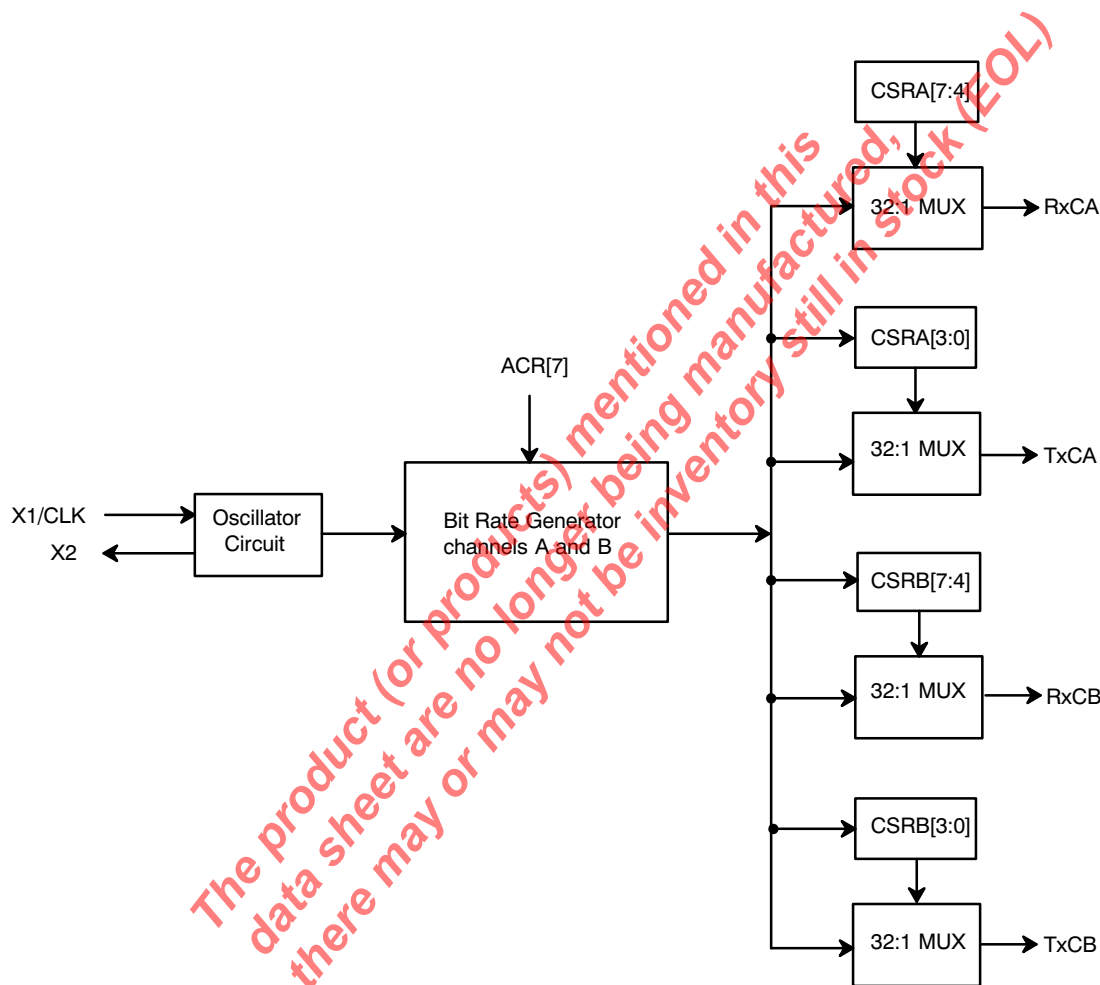 CSRA[7:4]
32:1 MUX
RxCA
CSRA[3:0]
ACR[7]
32:1 MUX
TxCA
X1/CLK
X2
Oscillator
Circuit
Bit Rate Generator
channels A and B
CSRB[7:4]
32:1 MUX
RxCB
CSRB[3:0]
32:1 MUX
TxCB
The product (or products) mentioned in this
data sheet are no longer being manufactured,
there may or may not be inventory still in stock (EOL)